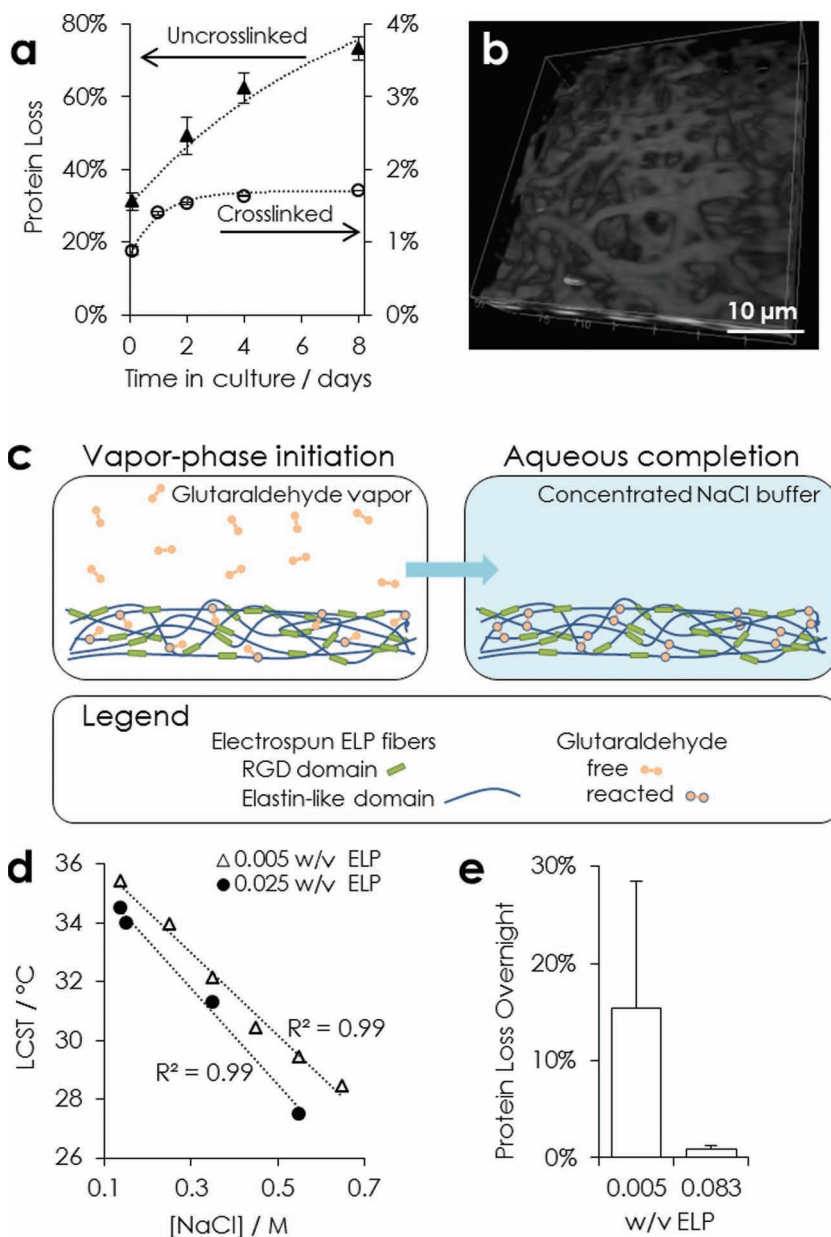 a
80%
60%
40%
20%
0%
4%
3%
2%
1%
0%
Uncrosslinked
Crosslinked
Protein Loss
0
2
4
6
8
Time in culture / days
b
10 µm
c
Vapor-phase initiation
Aqueous completion
Glutaraldehyde vapor
Concentrated NaCl buffer
Legend
Electrospun ELP fibers
RGD domain
Elastin-like domain
Glutaraldehyde
free
reacted
d
0.005 w/v ELP
0.025 w/v ELP
36
34
32
30
28
26
LCST / °C
R² = 0.99
R² = 0.99
0.1
0.3
0.5
0.7
[NaCl] / M
e
30%
20%
10%
0%
Protein Loss Overnight
0.005
0.083
w/v ELP